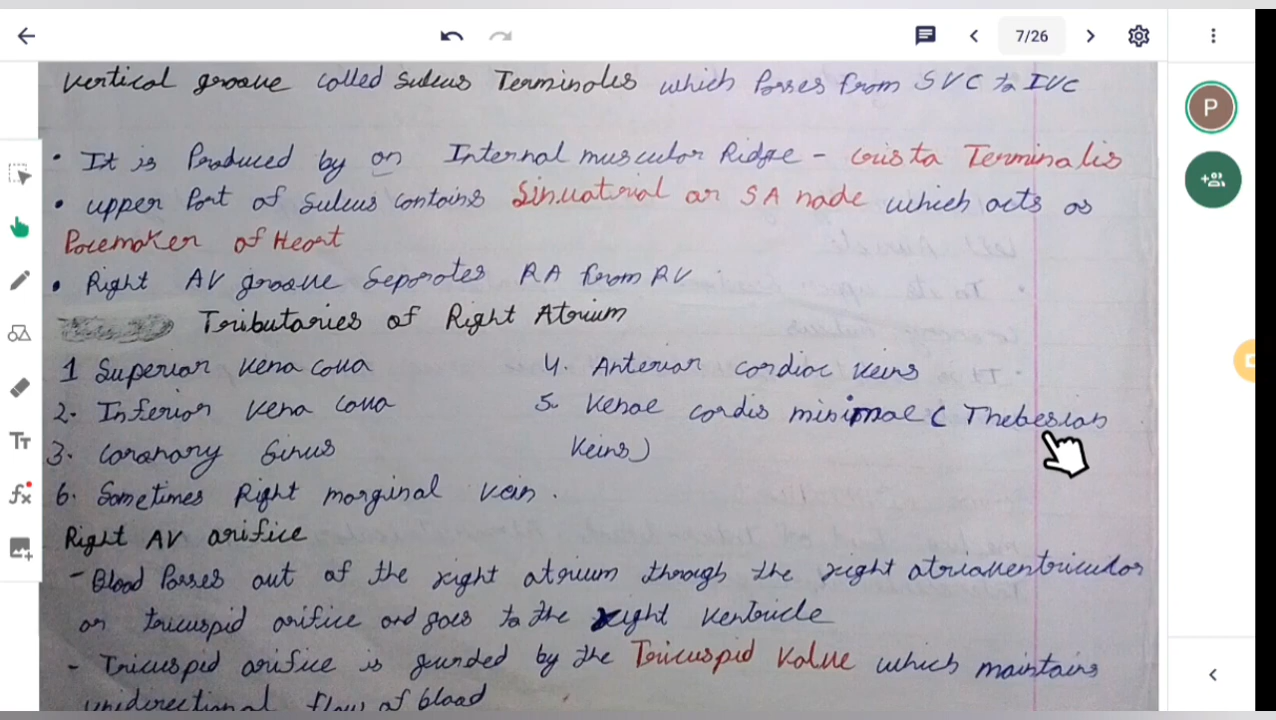 7/26
P
vertical groove called Sulcus Terminales which Passes from SVC to IVC
• It is Produced by an Internal muscular Ridge - Crista Terminalis
• upper Part of Sulcus contains Sinuatrial or SA node which acts as
Pacemaker of Heart
• Right AV groove Seperates RA from RV
Tributaries of Right Atrium
1 Superior vena cava
4. Anterior cardiac veins
2. Inferior vena cava
5. Venae cordis minimae ( Thebesian
3. Coronary Sinus
veins)
6. Sometimes Right marginal vein.
Right AV orifice
- Blood Passes out of the right atrium through the right atrioventricular
or tricuspid orifice and goes to the right ventricle
- Tricuspid orifice is gurded by the Tricuspid Valve which maintains
unidirectional flow of blood
Tт
fx